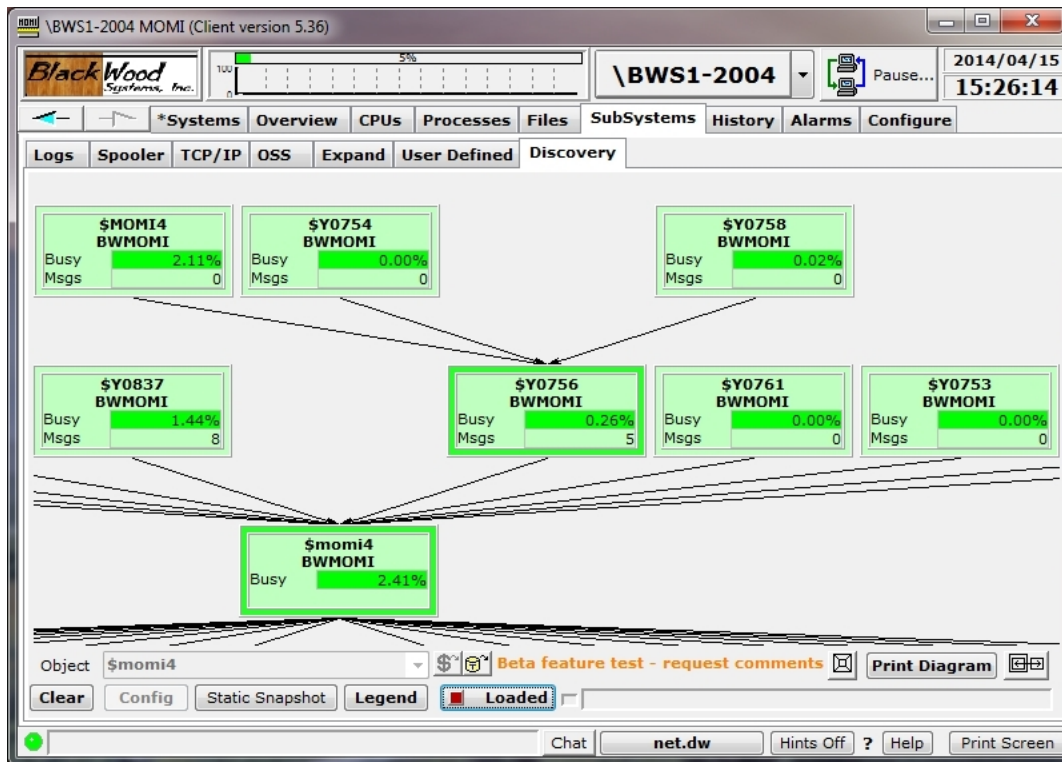 \BWS1-2004 MOMI (Client version 5.36)
BlackWood Systems, Inc.
100
0
5%
\BWS1-2004
Pause...
2014/04/15
15:26:14
*Systems Overview CPUs Processes Files SubSystems History Alarms Configure
Logs Spooler TCP/IP OSS Expand User Defined Discovery
$MOMI4
BWMOMI
Busy 2.11%
Msgs 0
$Y0754
BWMOMI
Busy 0.00%
Msgs 0
$Y0758
BWMOMI
Busy 0.02%
Msgs 0
$Y0837
BWMOMI
Busy 1.44%
Msgs 8
$Y0756
BWMOMI
Busy 0.26%
Msgs 5
$Y0761
BWMOMI
Busy 0.00%
Msgs 0
$Y0753
BWMOMI
Busy 0.00%
Msgs 0
$momi4
BWMOMI
Busy 2.41%
Object $momi4 Beta feature test - request comments Print Diagram
Clear Config Static Snapshot Legend Loaded
Chat net.dw Hints Off ? Help Print Screen